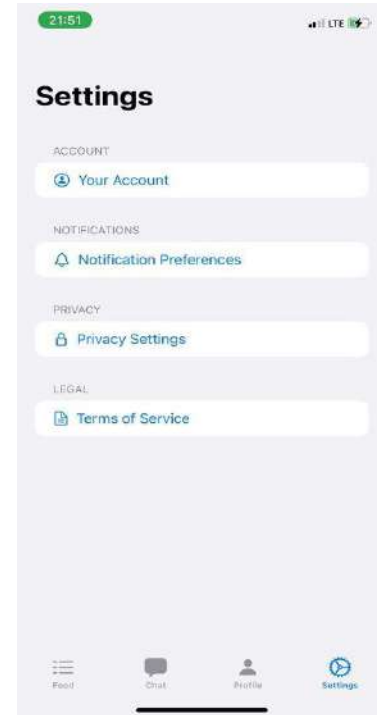 21:51
LTE
Settings
ACCOUNT
Your Account
NOTIFICATIONS
Notification Preferences
PRIVACY
Privacy Settings
LEGAL
Terms of Service
Food
Chat
Profile
Settings